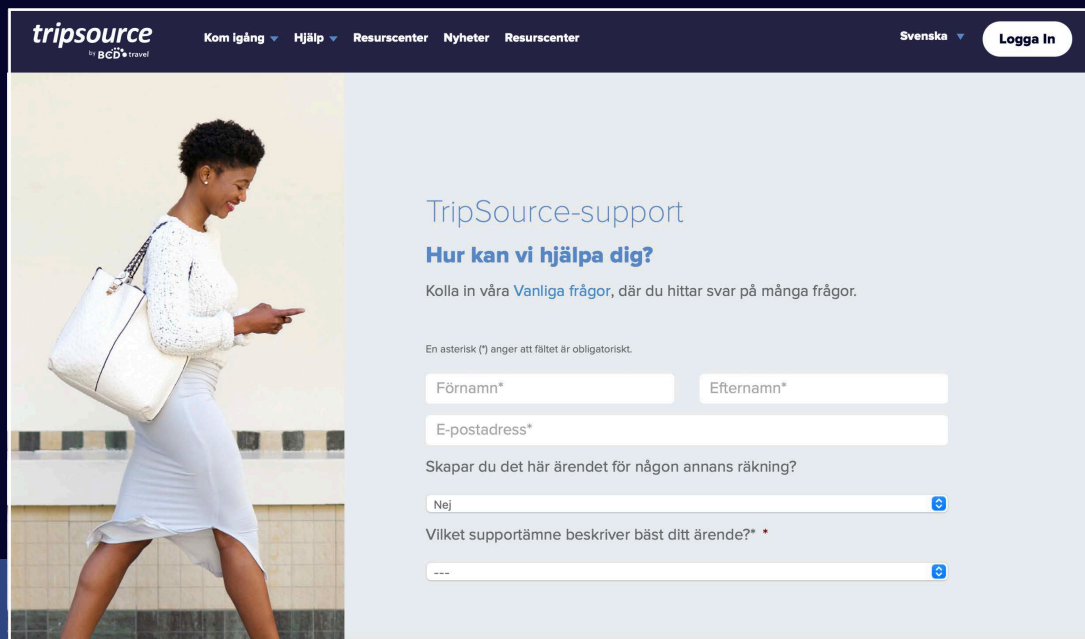 tripsource
by BCD travel
Kom igång Hjälp Resurscenter Nyheter Resurscenter
Svenska
Logga In
TripSource-support
Hur kan vi hjälpa dig?
Kolla in våra Vanliga frågor, där du hittar svar på många frågor.
En asterisk (*) anger att fältet är obligatoriskt.
Förnamn* Efternamn*
E-postadress*
Skapar du det här ärendet för någon annans räkning?
Nej
Vilket supportämne beskriver bäst ditt ärende?* *
---